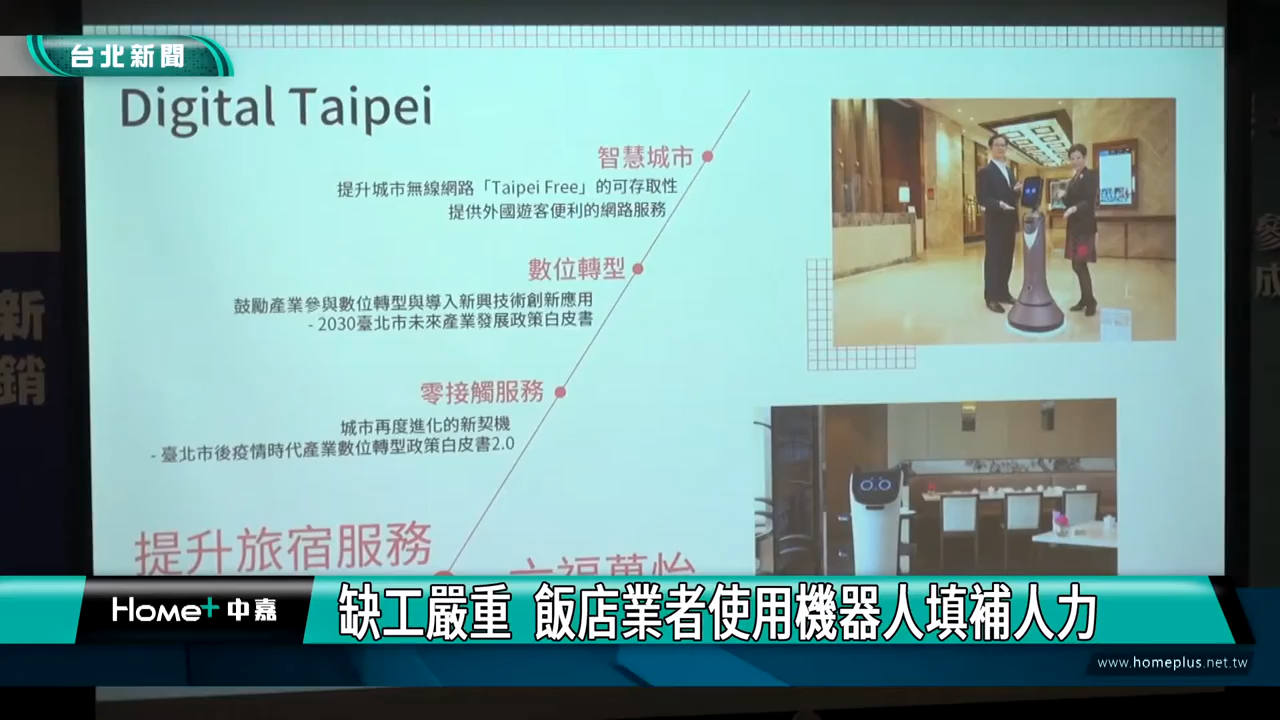 台北新聞
Digital Taipei
智慧城市
提升城市無線網路「Taipei Free」的可存取性
提供外國遊客便利的網路服務
數位轉型
鼓勵產業參與數位轉型與導入新興技術創新應用
- 2030臺北市未來產業發展政策白皮書
零接觸服務
城市再度進化的新契機
- 臺北市後疫情時代產業數位轉型政策白皮書2.0
提升旅宿服務
六福萬怡
新
銷
Home+中嘉
缺工嚴重 飯店業者使用機器人填補人力
www.homeplus.net.tw